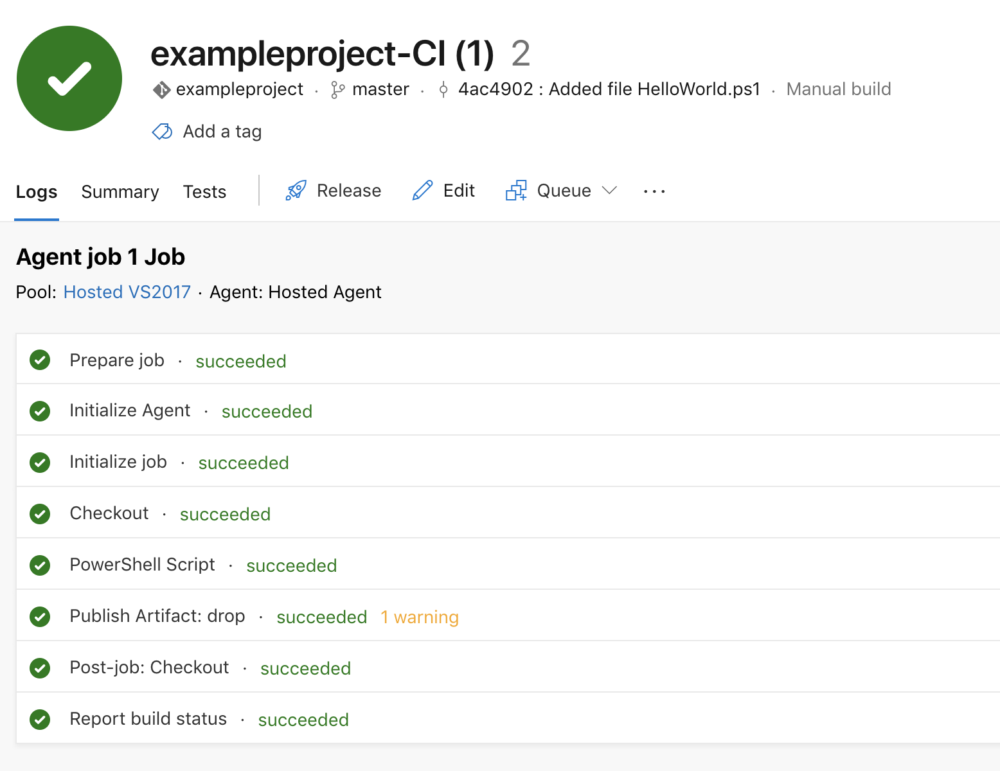 exampleproject-CI (1) 2
exampleproject · master · 4ac4902 : Added file HelloWorld.ps1 · Manual build
Add a tag
Logs Summary Tests Release Edit Queue ···
Agent job 1 Job
Pool: Hosted VS2017 · Agent: Hosted Agent
Prepare job · succeeded
Initialize Agent · succeeded
Initialize job · succeeded
Checkout · succeeded
PowerShell Script · succeeded
Publish Artifact: drop · succeeded 1 warning
Post-job: Checkout · succeeded
Report build status · succeeded